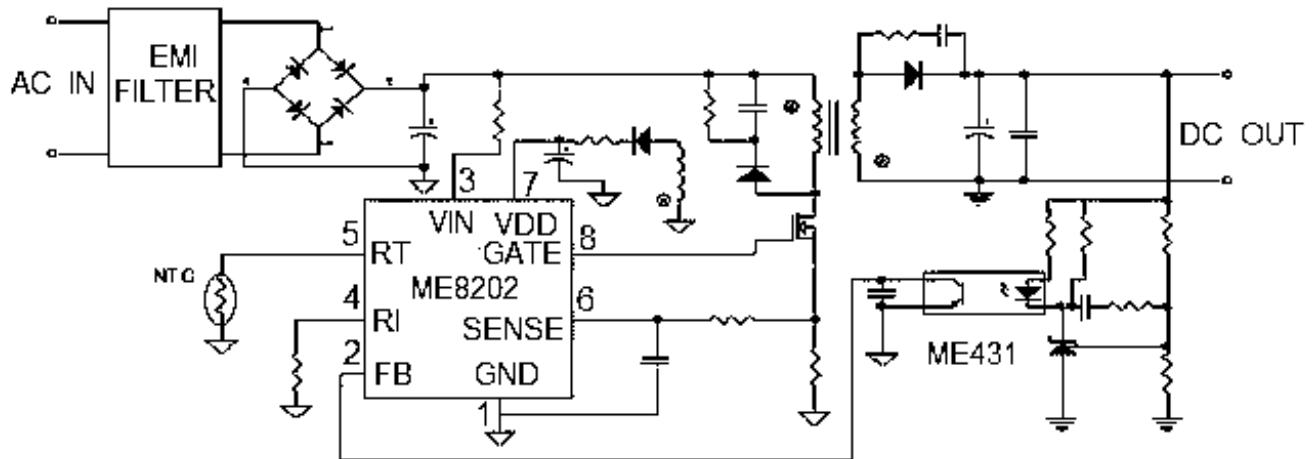 EMI
FILTER
AC IN
DC OUT
3
7
VIN
VDD
5
RT
GATE
8
NTC
ME8202
4
RI
SENSE
6
2
FB
GND
1
ME431